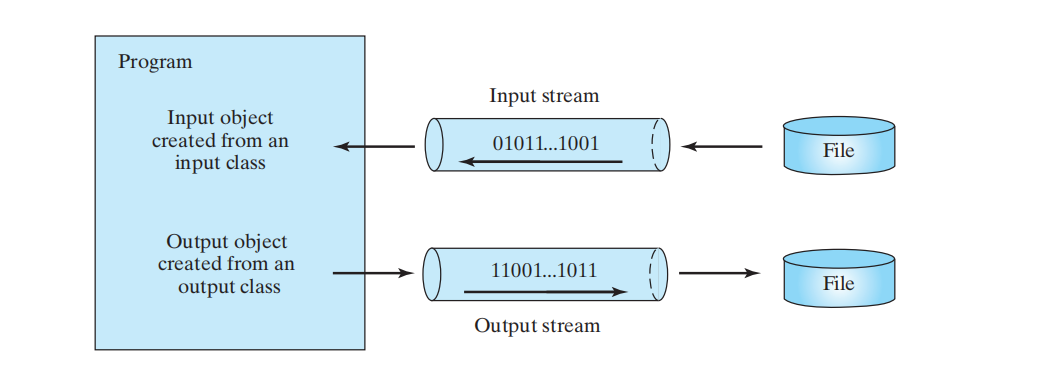 Program
Input object
created from an
input class
Input stream
01011...1001
File
Output object
created from an
output class
11001...1011
Output stream
File